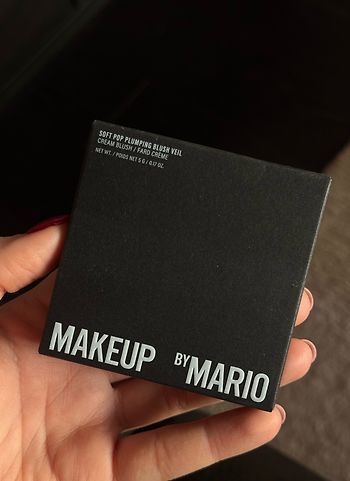 SOFT POP PLUMPING BLUSH VEIL
CREAM BLUSH / FARD CRÈME
NET WT. / POIDS NET 5 G / 0.17 OZ.
MAKEUP BY MARIO